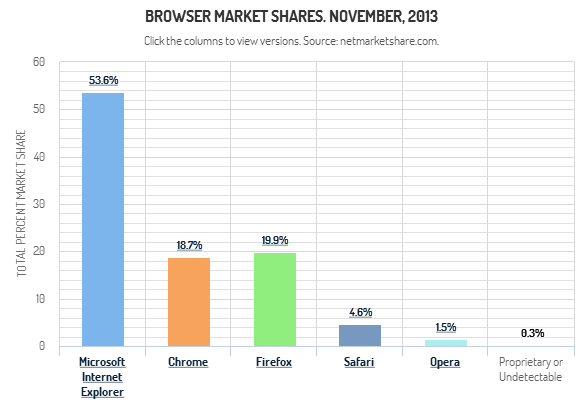 BROWSER MARKET SHARES. NOVEMBER, 2013
Click the columns to view versions. Source: netmarketshare.com.
TOTAL PERCENT MARKET SHARE
60
50
40
30
20
10
0
53.6%
18.7%
19.9%
4.6%
1.5%
0.3%
Microsoft
Internet
Explorer
Chrome
Firefox
Safari
Opera
Proprietary or
Undetectable